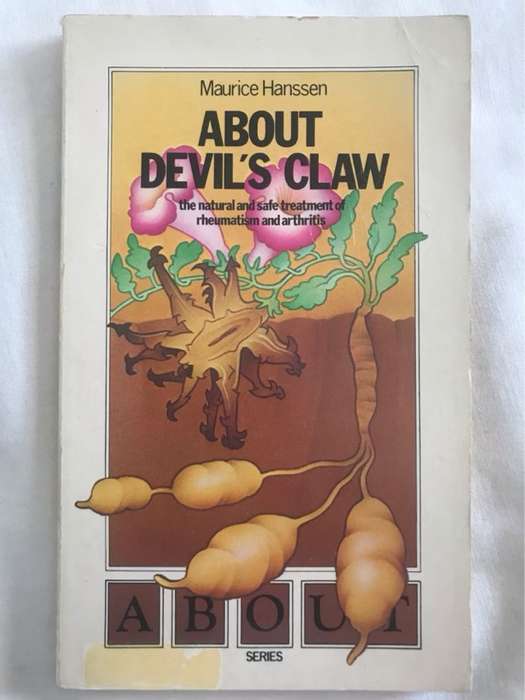 Maurice Hanssen
ABOUT
DEVIL'S CLAW
the natural and safe treatment of
rheumatism and arthritis
ABOUT
SERIES